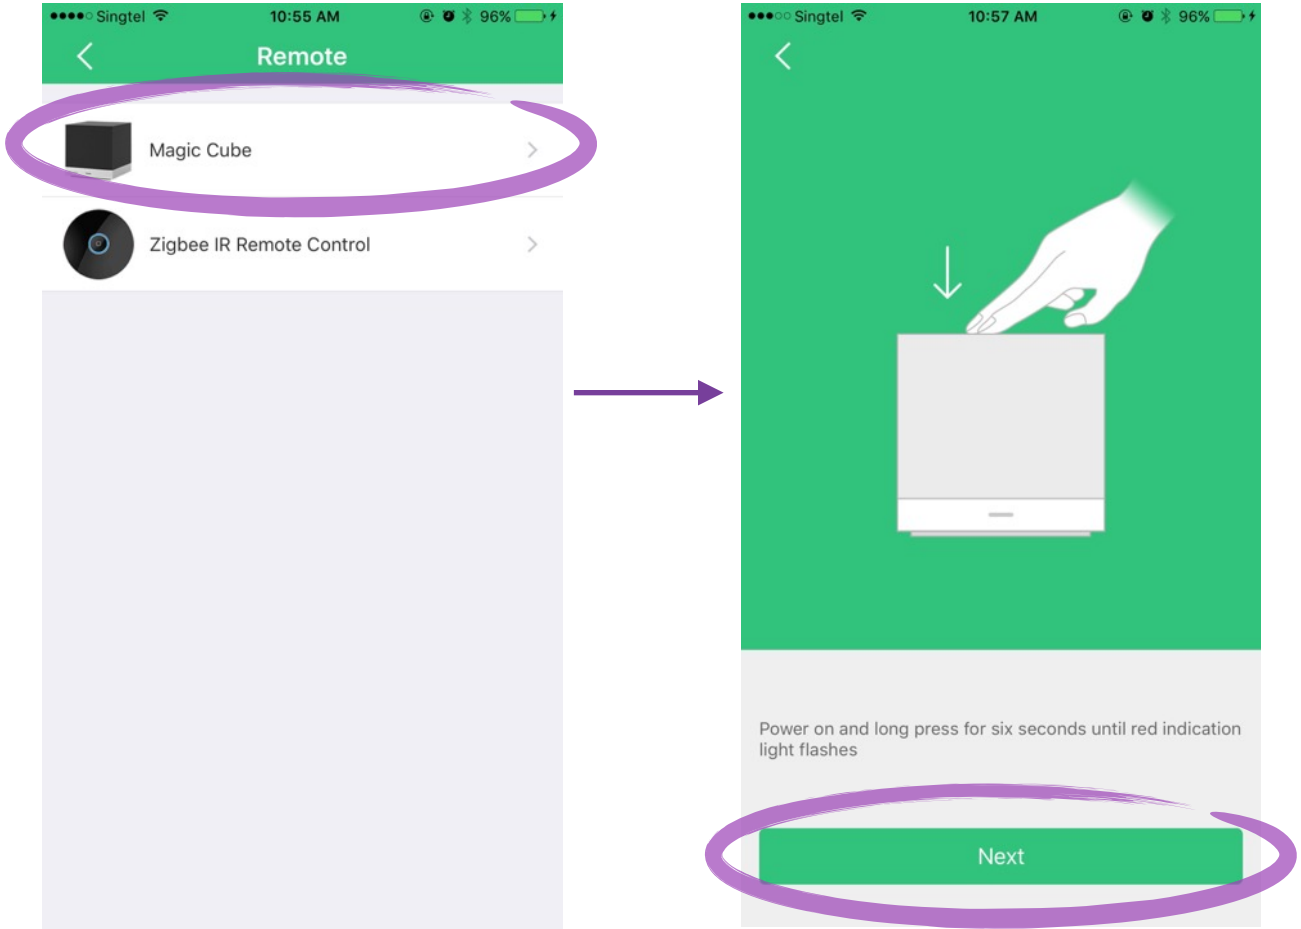 Singtel 10:55 AM 96%
Remote
Magic Cube
Zigbee IR Remote Control
Singtel 10:57 AM 96%
Power on and long press for six seconds until red indication
light flashes
Next